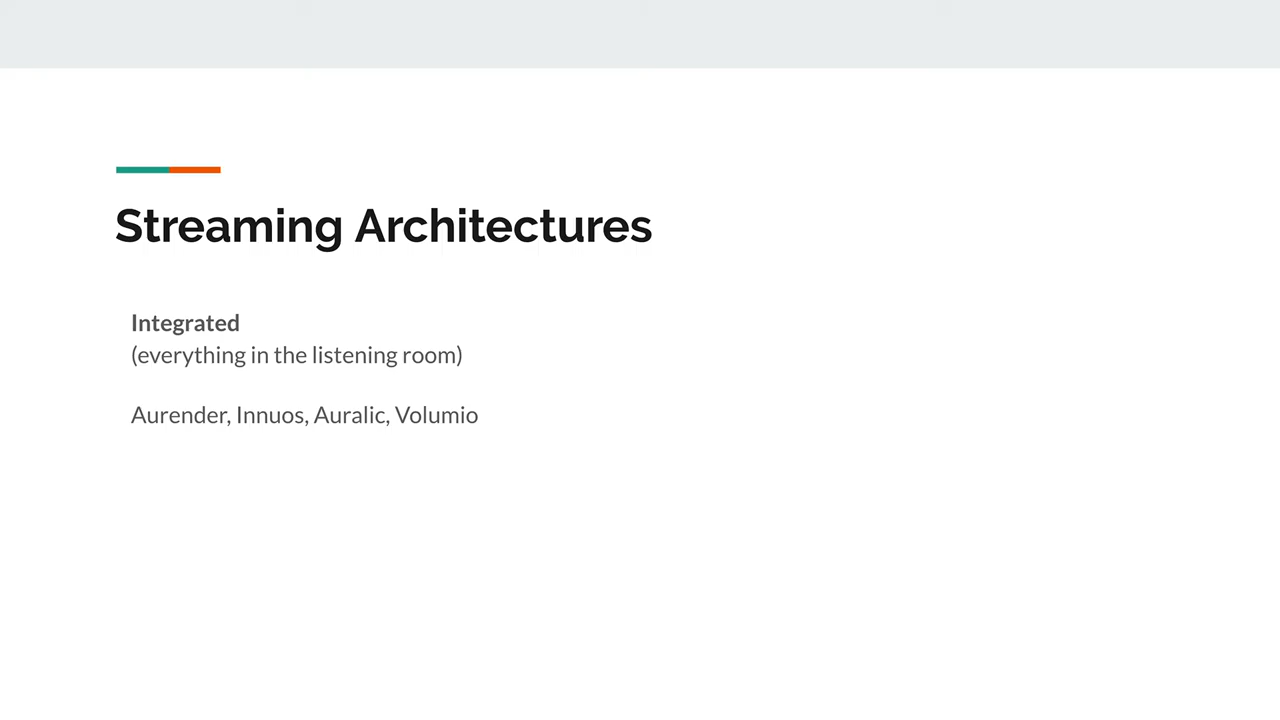 Streaming Architectures
Integrated
(everything in the listening room)
Aurender, Innuos, Auralic, Volumio